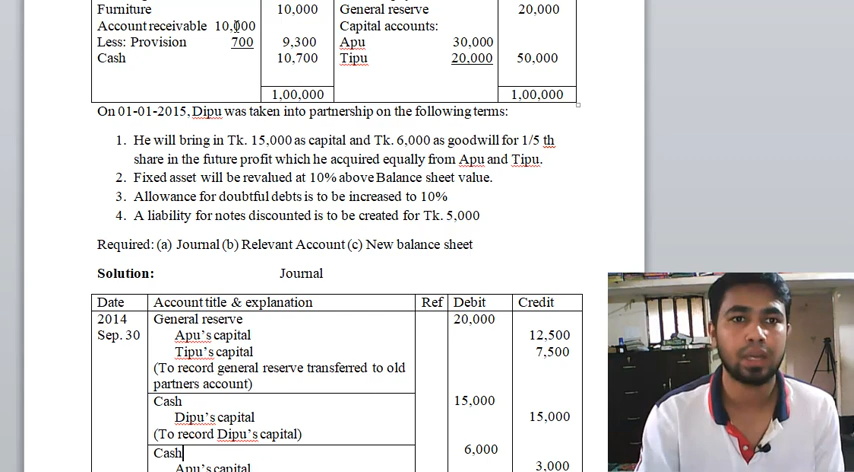 Furniture 10,000 General reserve 20,000
Account receivable 10,000 Capital accounts:
Less: Provision 700 9,300 Apu 30,000
Cash 10,700 Tipu 20,000 50,000
1,00,000 1,00,000
On 01-01-2015, Dipu was taken into partnership on the following terms:
1. He will bring in Tk. 15,000 as capital and Tk. 6,000 as goodwill for 1/5 th
share in the future profit which he acquired equally from Apu and Tipu.
2. Fixed asset will be revalued at 10% above Balance sheet value.
3. Allowance for doubtful debts is to be increased to 10%
4. A liability for notes discounted is to be created for Tk. 5,000
Required: (a) Journal (b) Relevant Account (c) New balance sheet
Solution: Journal
Date Account title & explanation Ref Debit Credit
2014 General reserve 20,000
Sep. 30 Apu's capital 12,500
Tipu's capital 7,500
(To record general reserve transferred to old
partners account)
Cash 15,000
Dipu's capital 15,000
(To record Dipu's capital)
Cash 6,000
Apu's capital 3,000